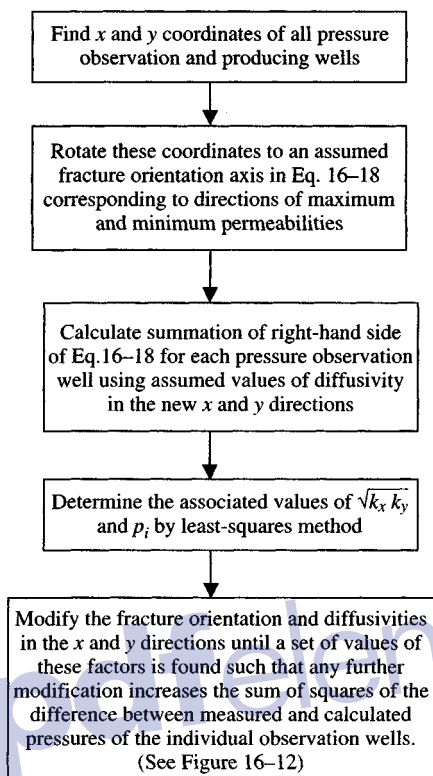 Find x and y coordinates of all pressure
observation and producing wells
Rotate these coordinates to an assumed
fracture orientation axis in Eq. 16–18
corresponding to directions of maximum
and minimum permeabilities
Calculate summation of right-hand side
of Eq.16–18 for each pressure observation
well using assumed values of diffusivity
in the new x and y directions
Determine the associated values of √kx ky
and pi by least-squares method
Modify the fracture orientation and diffusivities
in the x and y directions until a set of values of
these factors is found such that any further
modification increases the sum of squares of the
difference between measured and calculated
pressures of the individual observation wells.
(See Figure 16–12)
pdfelem